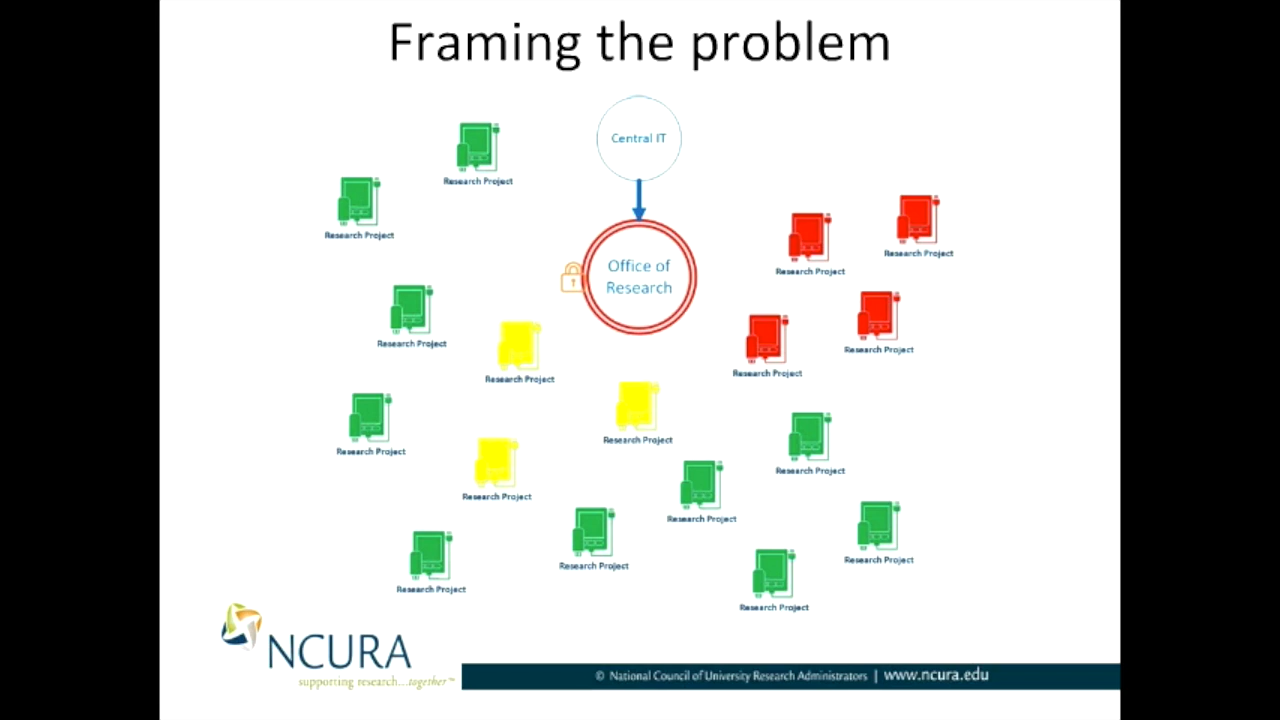 Framing the problem
Central IT
Research Project
Research Project
Research Project
Research Project
Office of
Research
Research Project
Research Project
Research Project
Research Project
Research Project
Research Project
Research Project
Research Project
Research Project
Research Project
Research Project
Research Project
Research Project
Research Project
NCURA
supporting research...together™
© National Council of University Research Administrators | www.ncura.edu